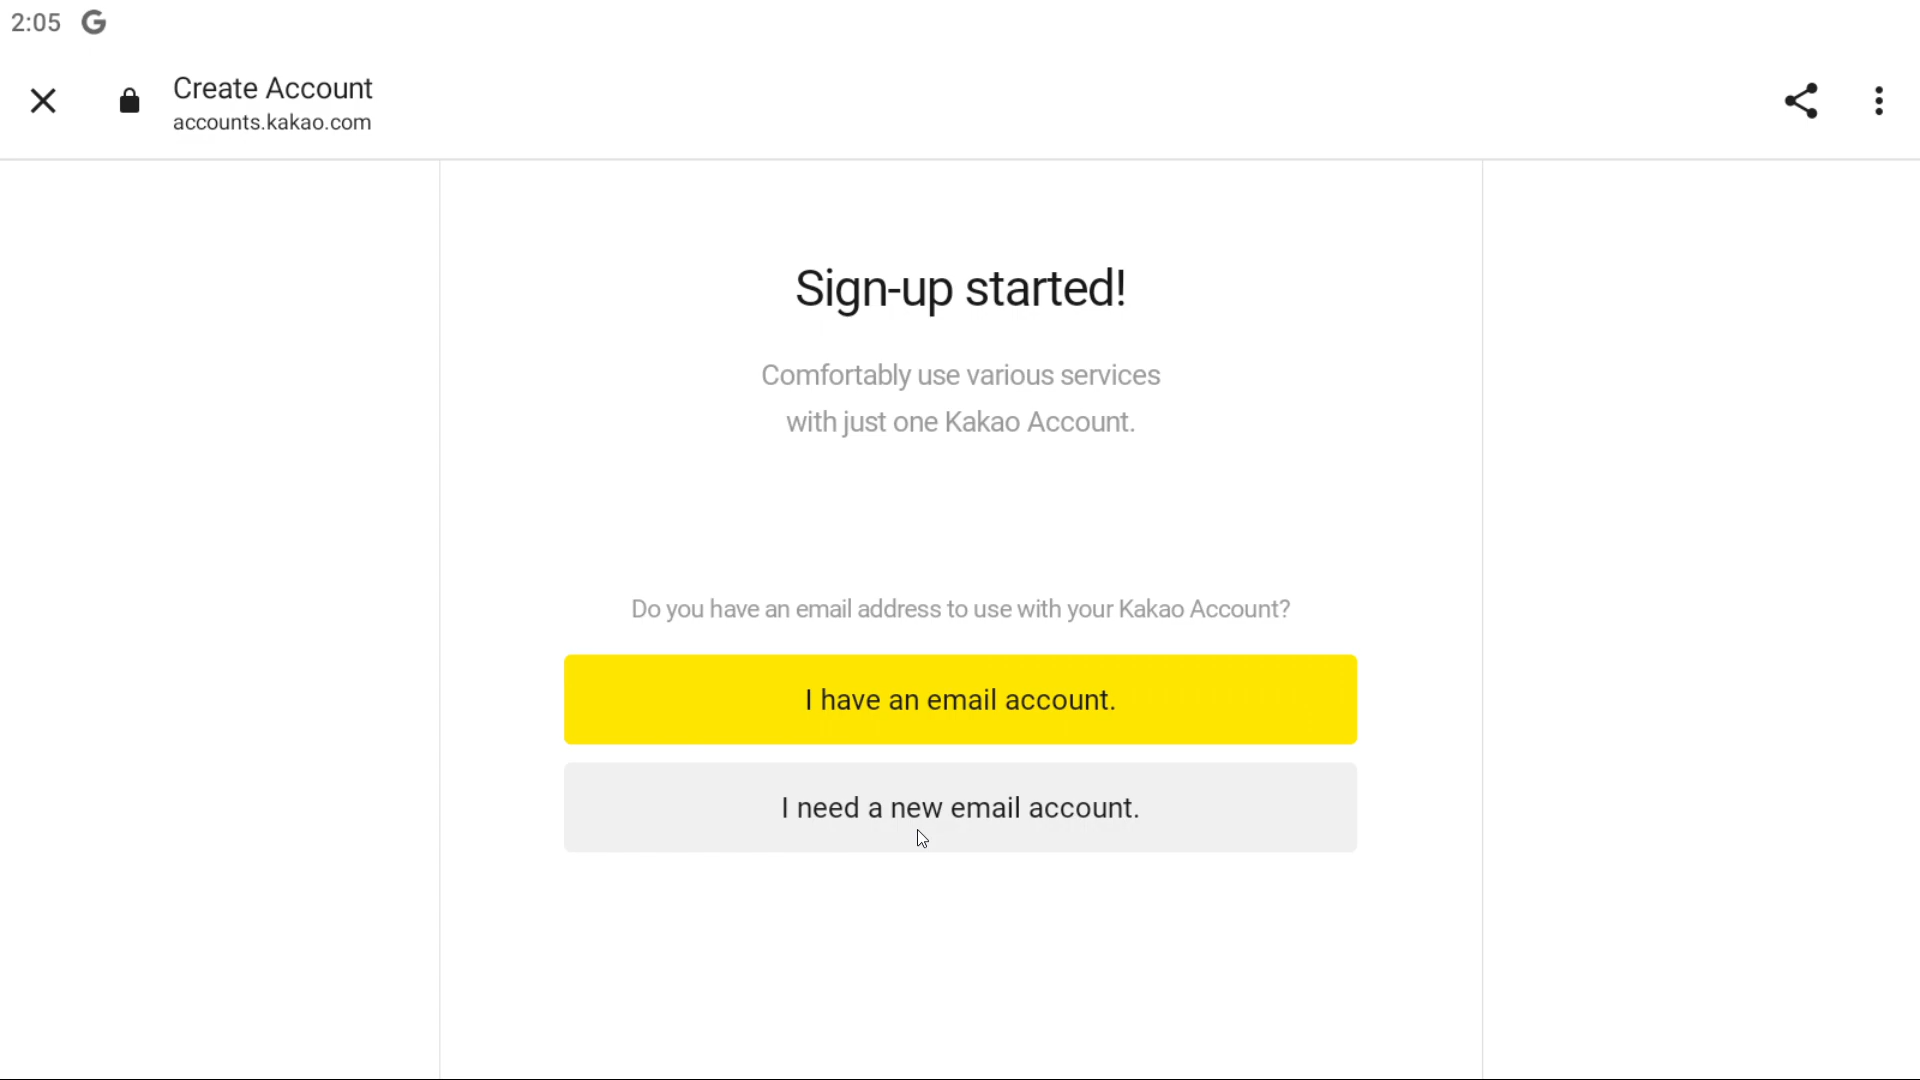 2:05 G
Create Account
accounts.kakao.com
Sign-up started!
Comfortably use various services
with just one Kakao Account.
Do you have an email address to use with your Kakao Account?
I have an email account.
I need a new email account.